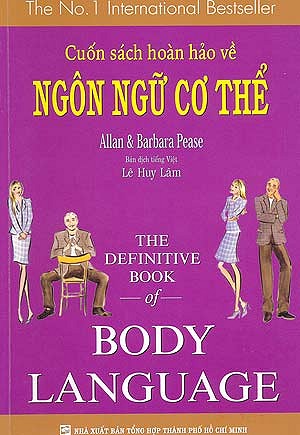 The No.1 International Bestseller
Cuốn sách hoàn hảo về
NGÔN NGỮ CƠ THỂ
Allan & Barbara Pease
Bản dịch tiếng Việt
Lê Huy Lâm
THE
DEFINITIVE
BOOK
of
BODY
LANGUAGE
NHÀ XUẤT BẢN TỔNG HỢP THÀNH PHỐ HỒ CHÍ MINH